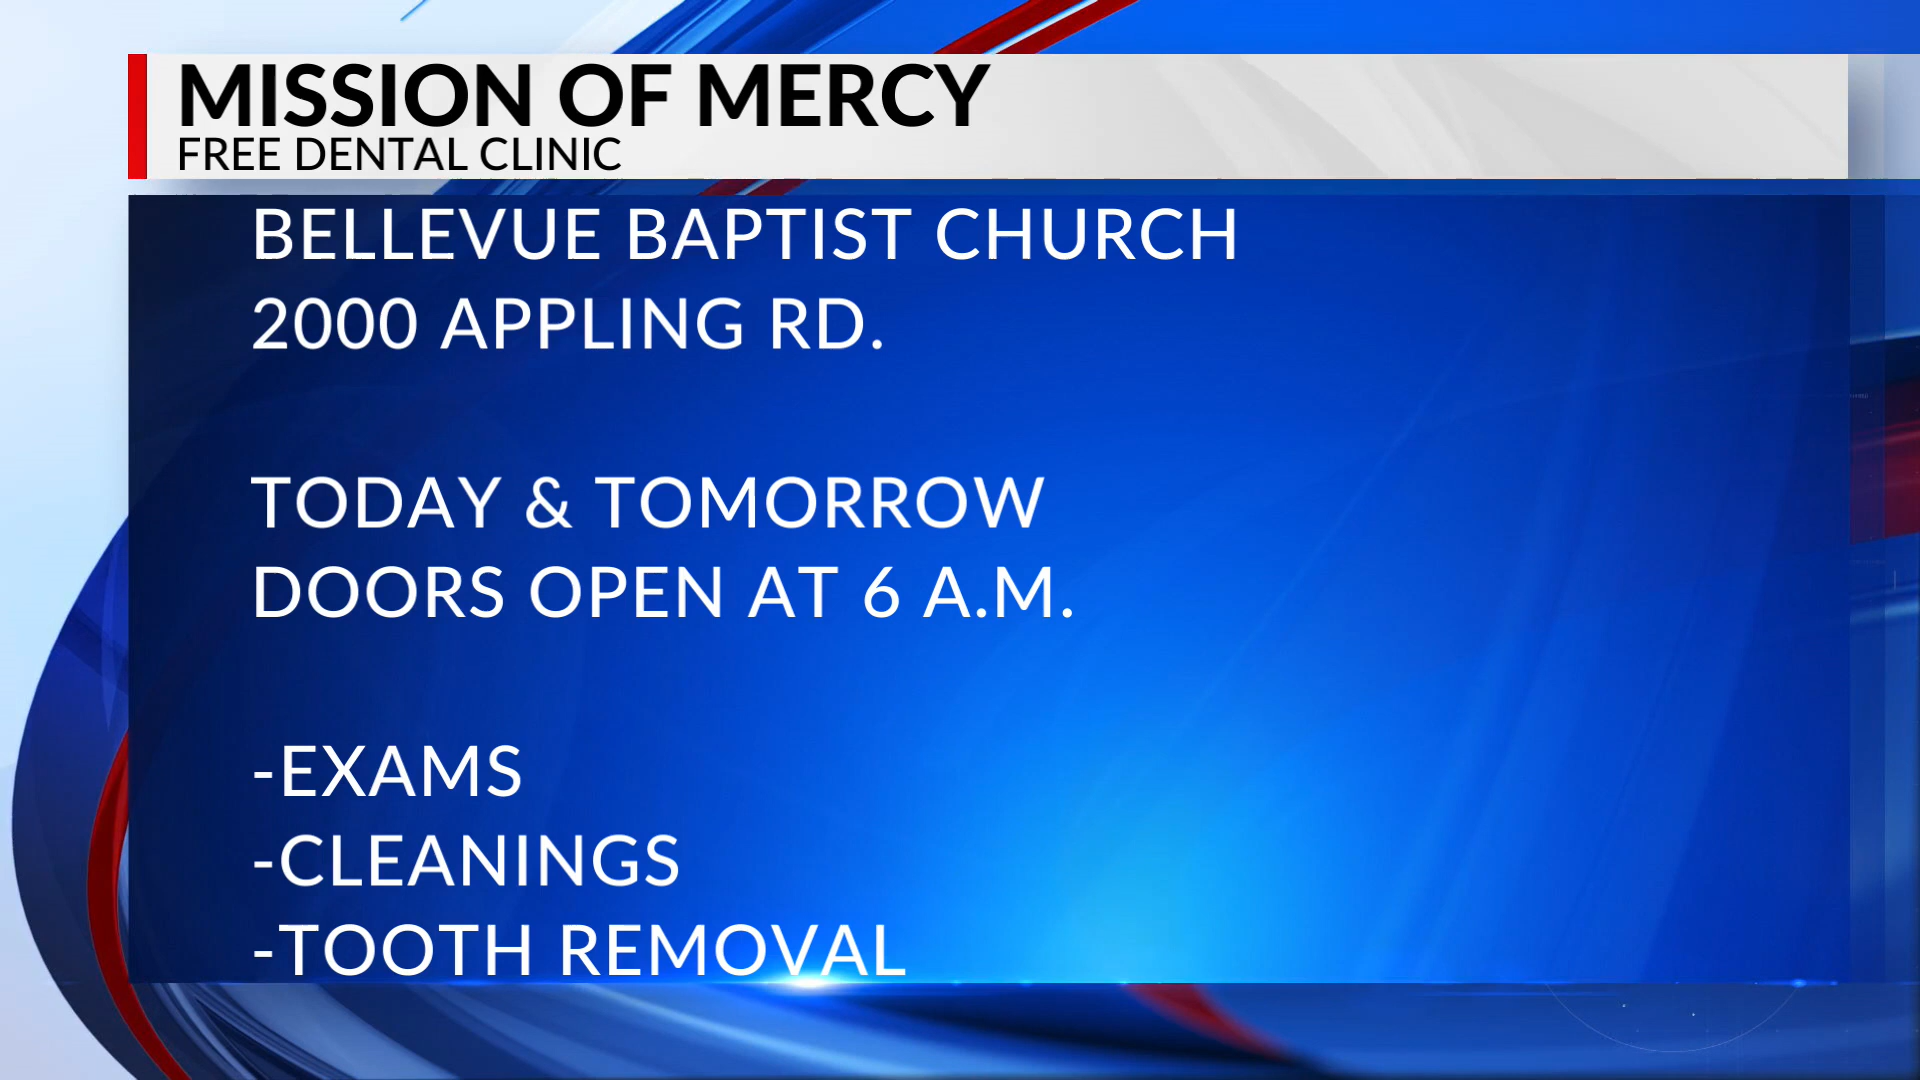 MISSION OF MERCY
FREE DENTAL CLINIC
BELLEVUE BAPTIST CHURCH
2000 APPLING RD.
TODAY & TOMORROW
DOORS OPEN AT 6 A.M.
-EXAMS
-CLEANINGS
-TOOTH REMOVAL